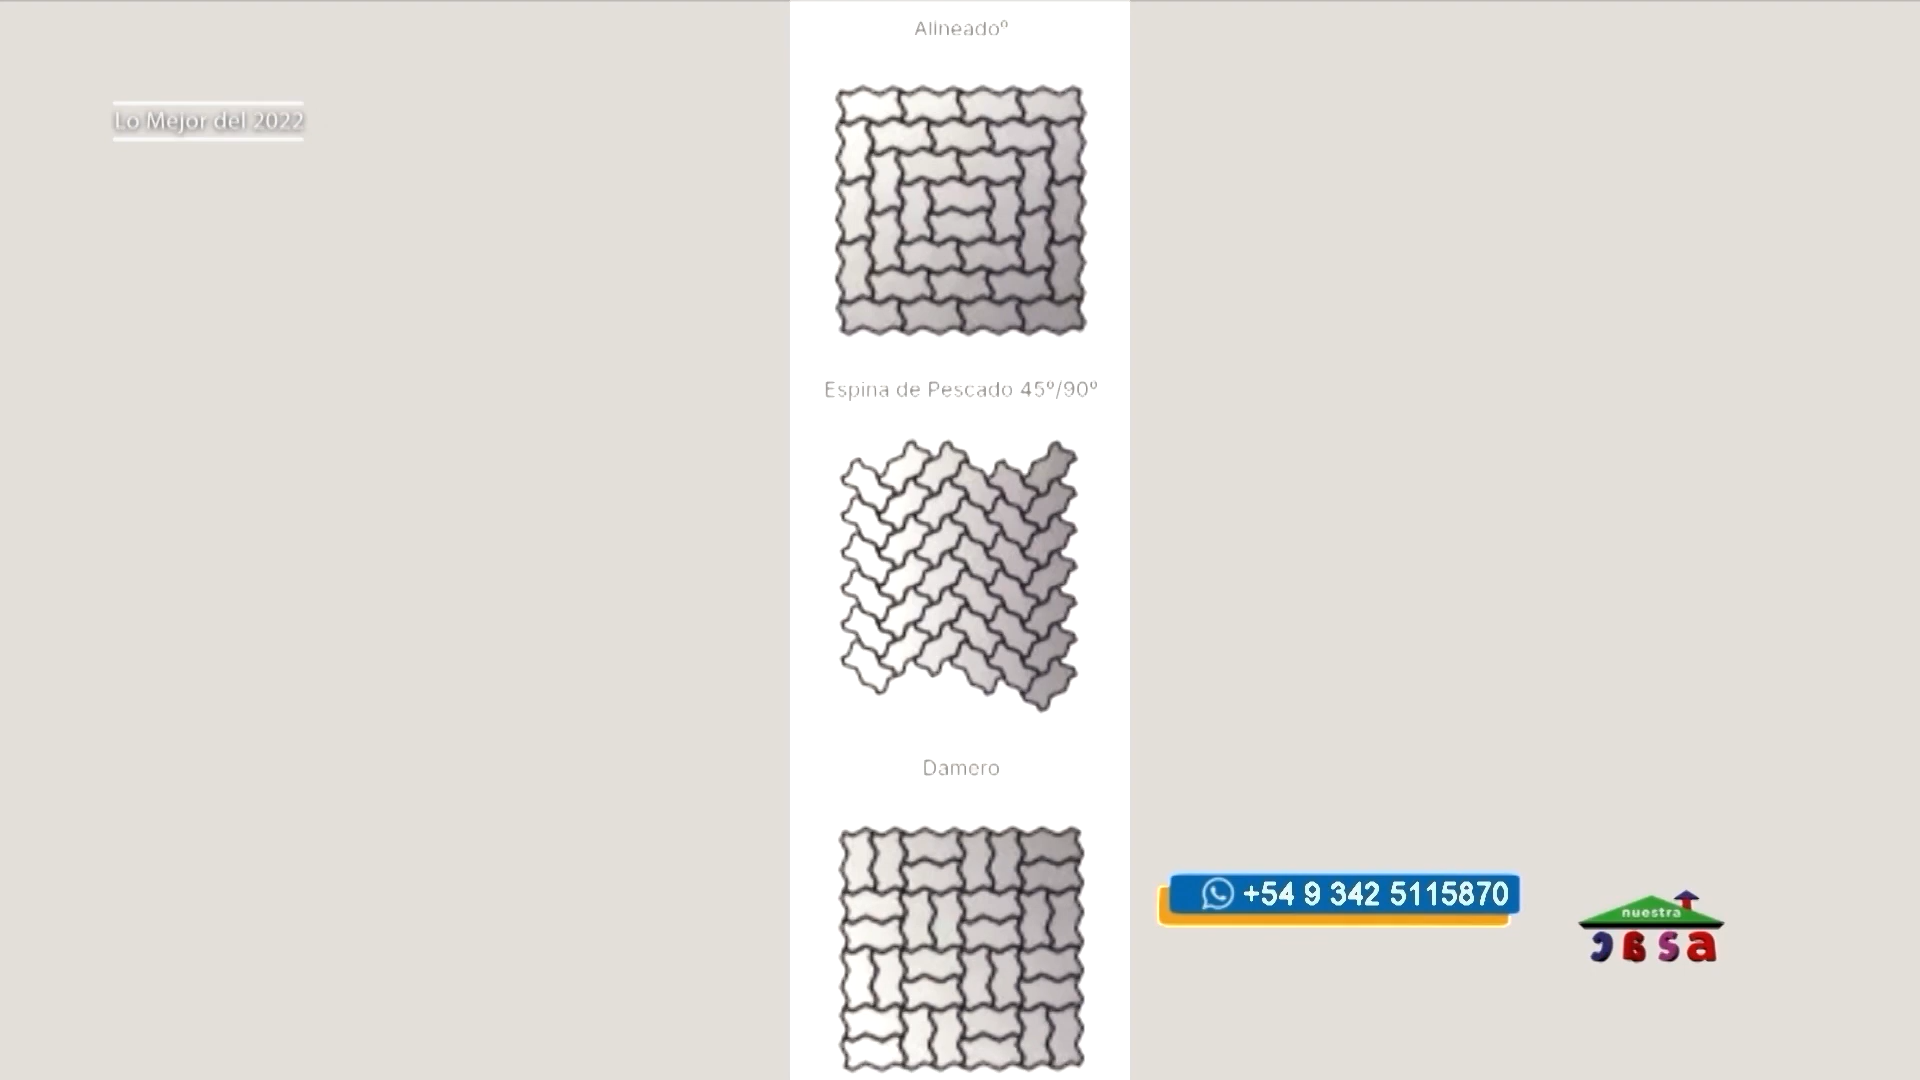 Alineadoº
Lo Mejor del 2022
Espina de Pescado 45º/90º
Damero
+54 9 342 5115870
nuestra
casa